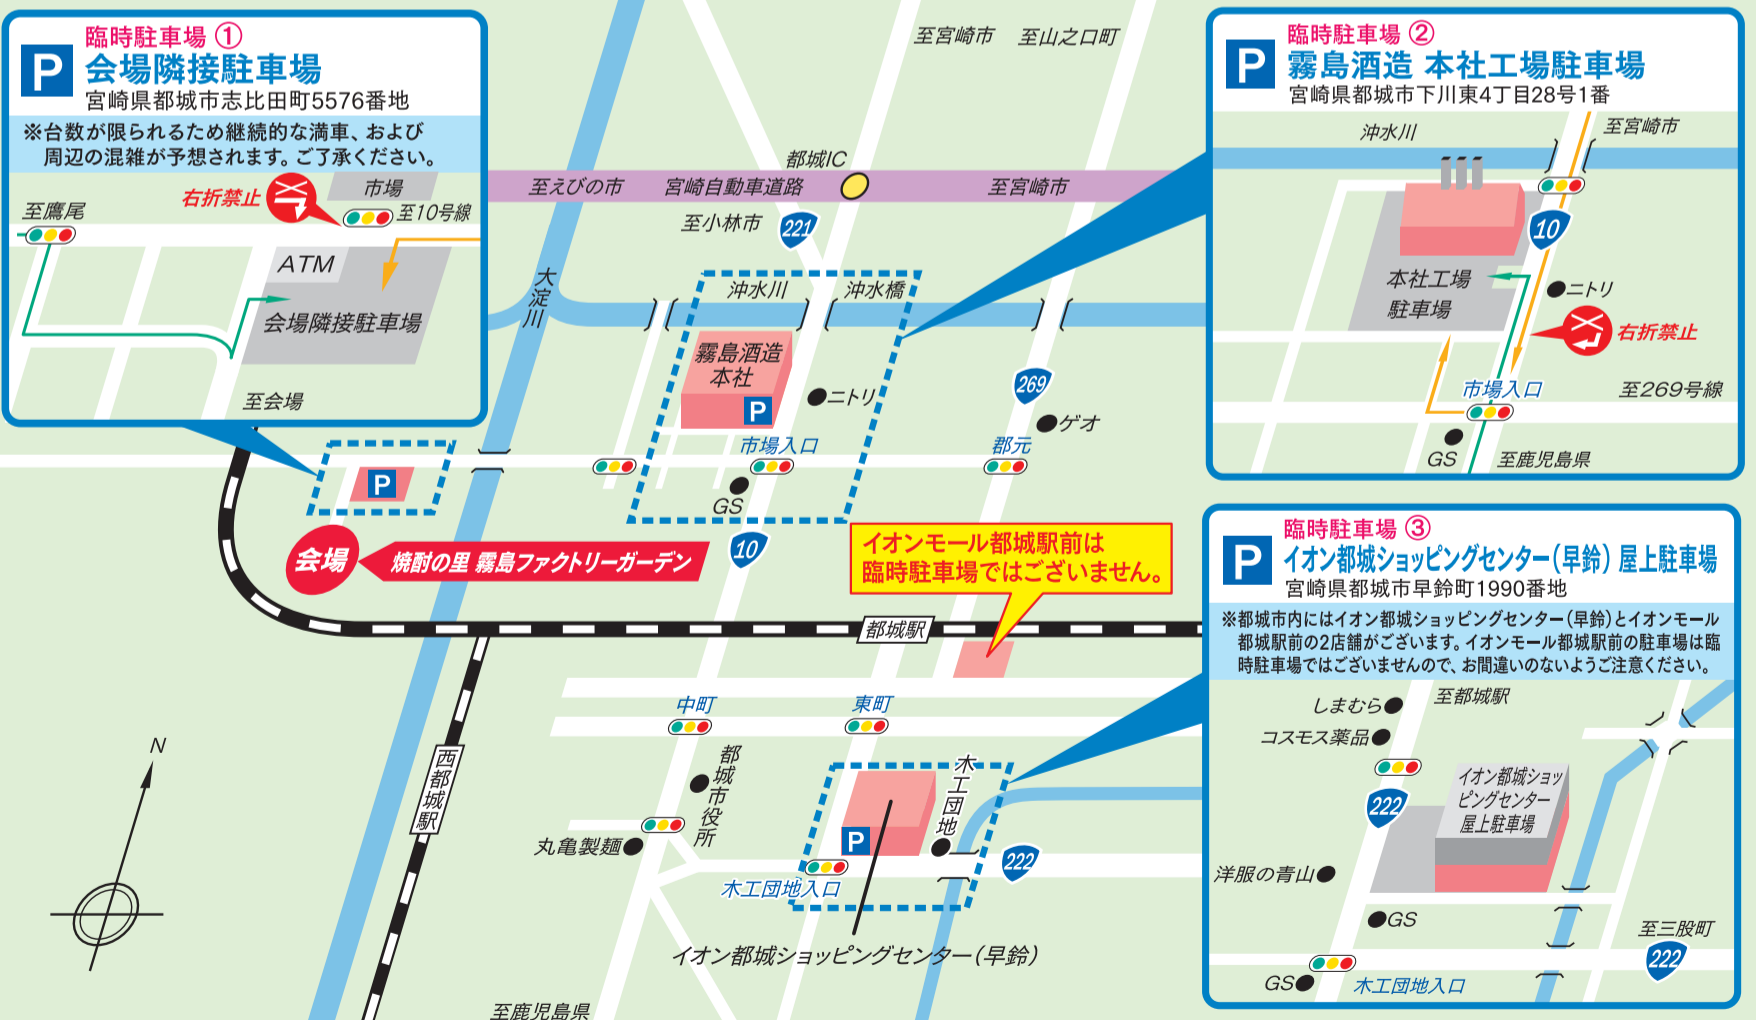 臨時駐車場 ①
P
会場隣接駐車場
宮崎県都城市志比田町5576番地
※台数が限られるため継続的な満車、および
周辺の混雑が予想されます。ご了承ください。
右折禁止
市場
至鷹尾
至10号線
ATM
会場隣接駐車場
至会場
至宮崎市
至山之口町
都城IC
至えびの市
宮崎自動車道路
至宮崎市
至小林市
221
大淀川
沖水川
沖水橋
霧島酒造
本社
P
ニトリ
269
ゲオ
市場入口
郡元
GS
P
10
会場
焼酎の里 霧島ファクトリーガーデン
イオンモール都城駅前は
臨時駐車場ではございません。
都城駅
中町
東町
西都城駅
都城市役所
木工団地
丸亀製麺
P
木工団地入口
222
イオン都城ショッピングセンター(早鈴)
至鹿児島県
N
臨時駐車場 ②
P
霧島酒造 本社工場駐車場
宮崎県都城市下川東4丁目28号1番
沖水川
至宮崎市
10
本社工場
駐車場
ニトリ
右折禁止
市場入口
至269号線
GS
至鹿児島県
臨時駐車場 ③
P
イオン都城ショッピングセンター(早鈴) 屋上駐車場
宮崎県都城市早鈴町1990番地
※都城市内にはイオン都城ショッピングセンター(早鈴)とイオンモール
都城駅前の2店舗がございます。イオンモール都城駅前の駐車場は臨
時駐車場ではございませんので、お間違いのないようご注意ください。
しまむら
至都城駅
コスモス薬品
222
イオン都城ショッ
ピングセンター
屋上駐車場
洋服の青山
GS
至三股町
222
GS
木工団地入口